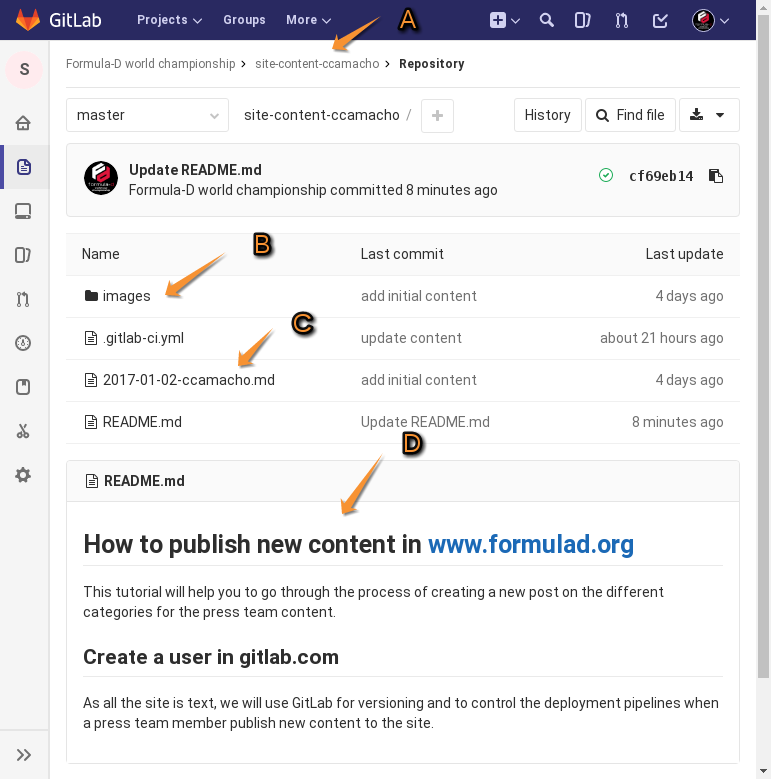 GitLab Projects Groups More A
S
Formula-D world championship > site-content-ccamacho > Repository
master site-content-ccamacho / + History Find file
Update README.md
Formula-D world championship committed 8 minutes ago cf69eb14
B
Name Last commit Last update
images add initial content 4 days ago
C
.gitlab-ci.yml update content about 21 hours ago
2017-01-02-ccamacho.md add initial content 4 days ago
README.md Update README.md 8 minutes ago
D
README.md
How to publish new content in www.formulad.org
This tutorial will help you to go through the process of creating a new post on the different
categories for the press team content.
Create a user in gitlab.com
As all the site is text, we will use GitLab for versioning and to control the deployment pipelines when
a press team member publish new content to the site.